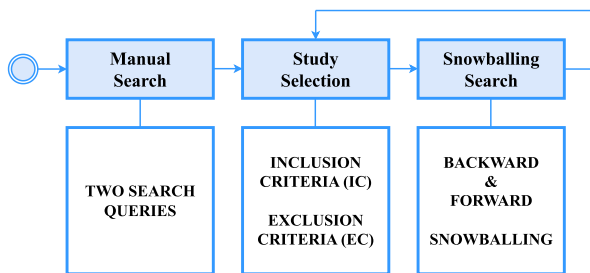 Manual
Search
Study
Selection
Snowballing
Search
TWO SEARCH
QUERIES
INCLUSION
CRITERIA (IC)
EXCLUSION
CRITERIA (EC)
BACKWARD
&
FORWARD
SNOWBALLING